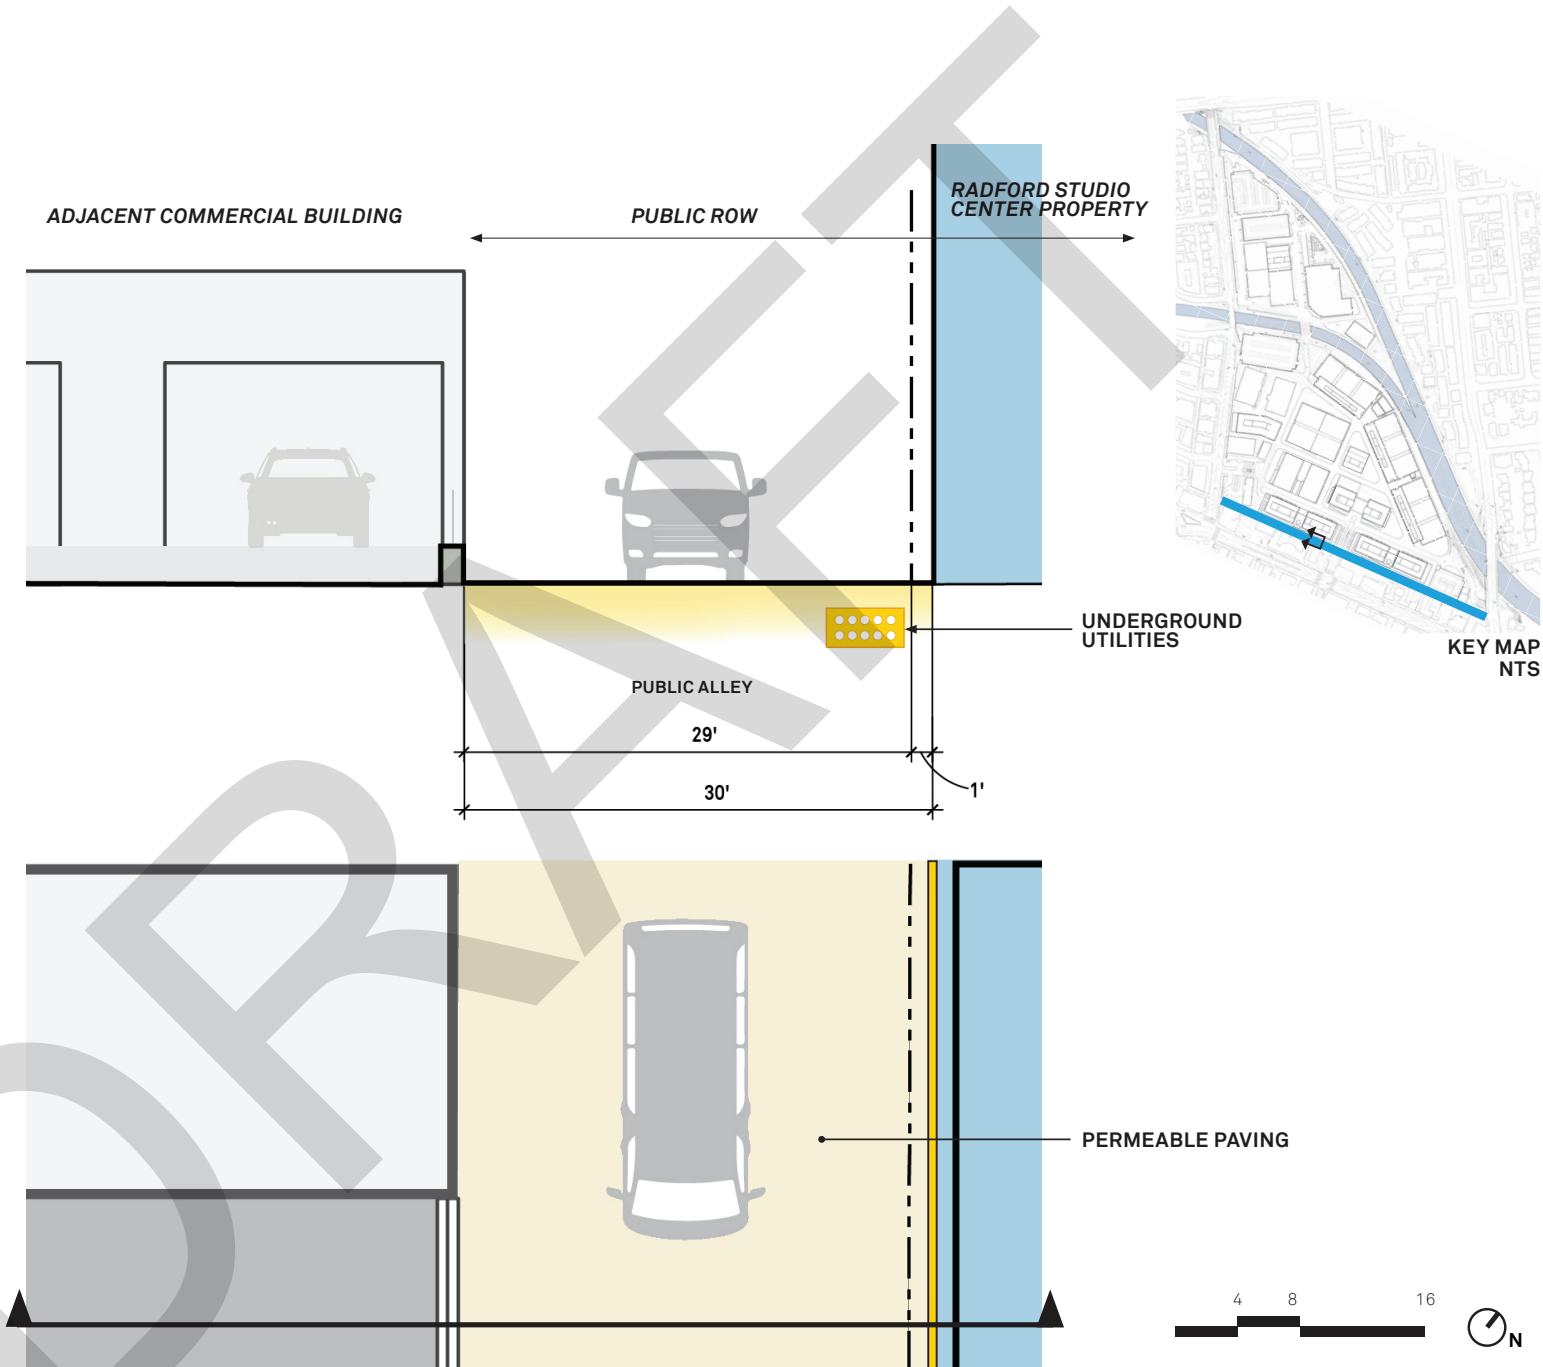 ADJACENT COMMERCIAL BUILDING
PUBLIC ROW
RADFORD STUDIO
CENTER PROPERTY
UNDERGROUND
UTILITIES
KEY MAP
NTS
PUBLIC ALLEY
29'
1'
30'
PERMEABLE PAVING
4 8 16
N
DRAFT